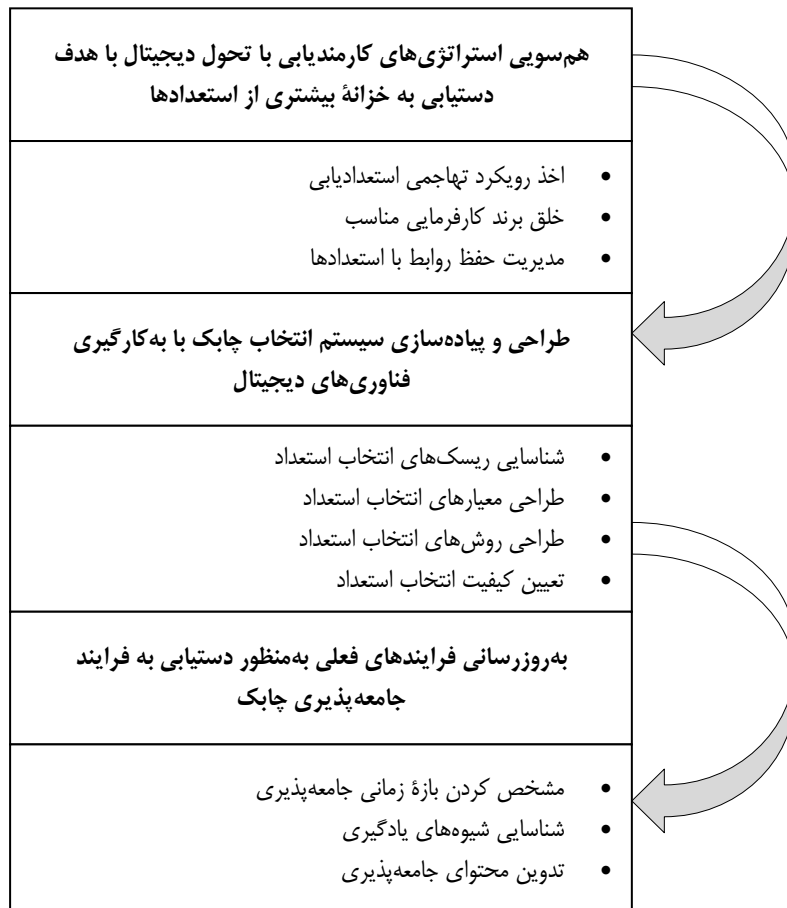 هم‌سویی استراتژی‌های کارمندیابی با تحول دیجیتال با هدف
دستیابی به خزانۀ بیشتری از استعدادها
• اخذ رویکرد تهاجمی استعدادیابی
• خلق برند کارفرمایی مناسب
• مدیریت حفظ روابط با استعدادها
طراحی و پیاده‌سازی سیستم انتخاب چابک با به‌کارگیری
فناوری‌های دیجیتال
• شناسایی ریسک‌های انتخاب استعداد
• طراحی معیارهای انتخاب استعداد
• طراحی روش‌های انتخاب استعداد
• تعیین کیفیت انتخاب استعداد
به‌روزرسانی فرایندهای فعلی به‌منظور دستیابی به فرایند
جامعه‌پذیری چابک
• مشخص کردن بازۀ زمانی جامعه‌پذیری
• شناسایی شیوه‌های یادگیری
• تدوین محتوای جامعه‌پذیری